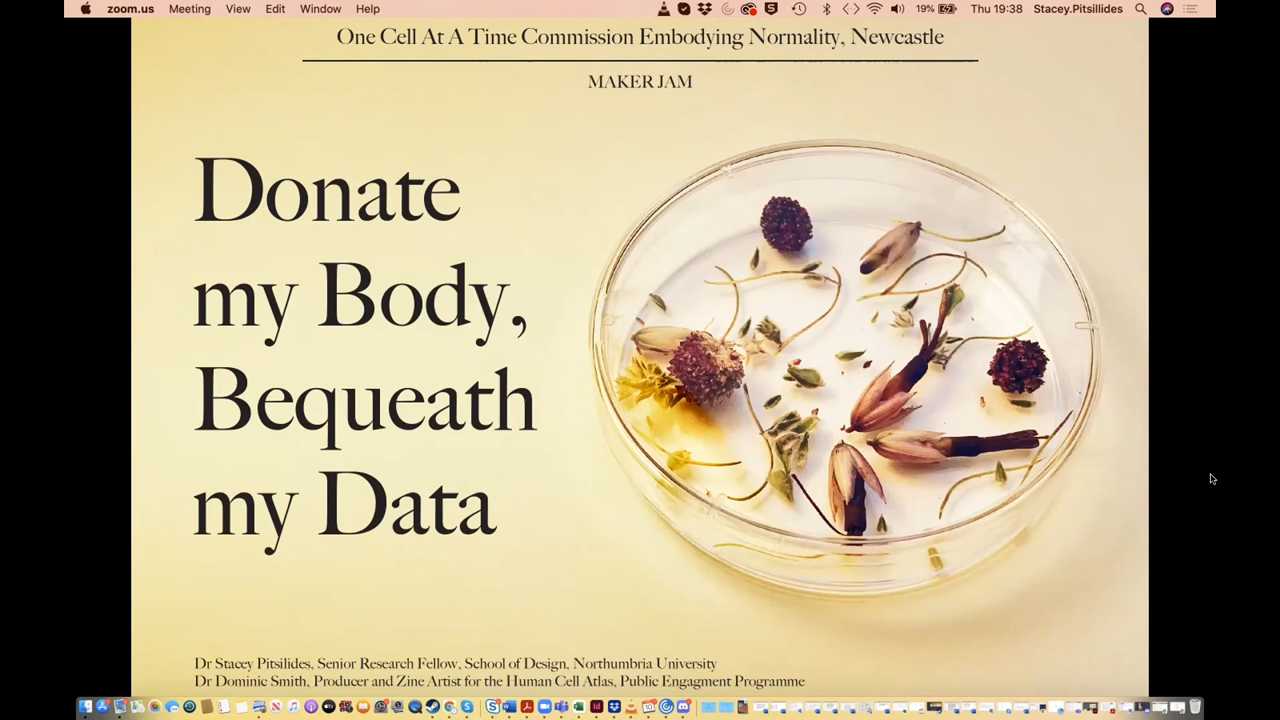 zoom.us Meeting View Edit Window Help 19% Thu 19:38 Stacey.Pitsillides
One Cell At A Time Commission Embodying Normality, Newcastle
MAKER JAM
Donate
my Body,
Bequeath
my Data
Dr Stacey Pitsilides, Senior Research Fellow, School of Design, Northumbria University
Dr Dominic Smith, Producer and Zine Artist for the Human Cell Atlas, Public Engagment Programme